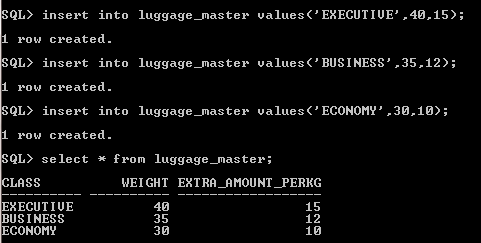 SQL> insert into luggage_master values('EXECUTIVE',40,15);
1 row created.
SQL> insert into luggage_master values('BUSINESS',35,12);
1 row created.
SQL> insert into luggage_master values('ECONOMY',30,10);
1 row created.
SQL> select * from luggage_master;
CLASS          WEIGHT EXTRA_AMOUNT_PERKG
---------- ---------- ------------------
EXECUTIVE          40                 15
BUSINESS           35                 12
ECONOMY            30                 10